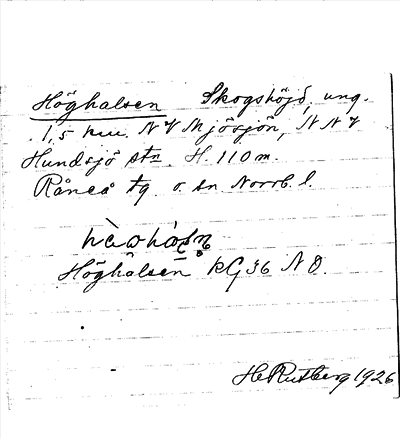 Höghalsen Skogshöjd, ung.
1,5 km. NV Mjösjön, NNV
Hundsjö stn. H. 110 m.
Råneå tg. o. sn Norrb. l.
Höghalsen KG 36 NO.
H. Rutberg 1926